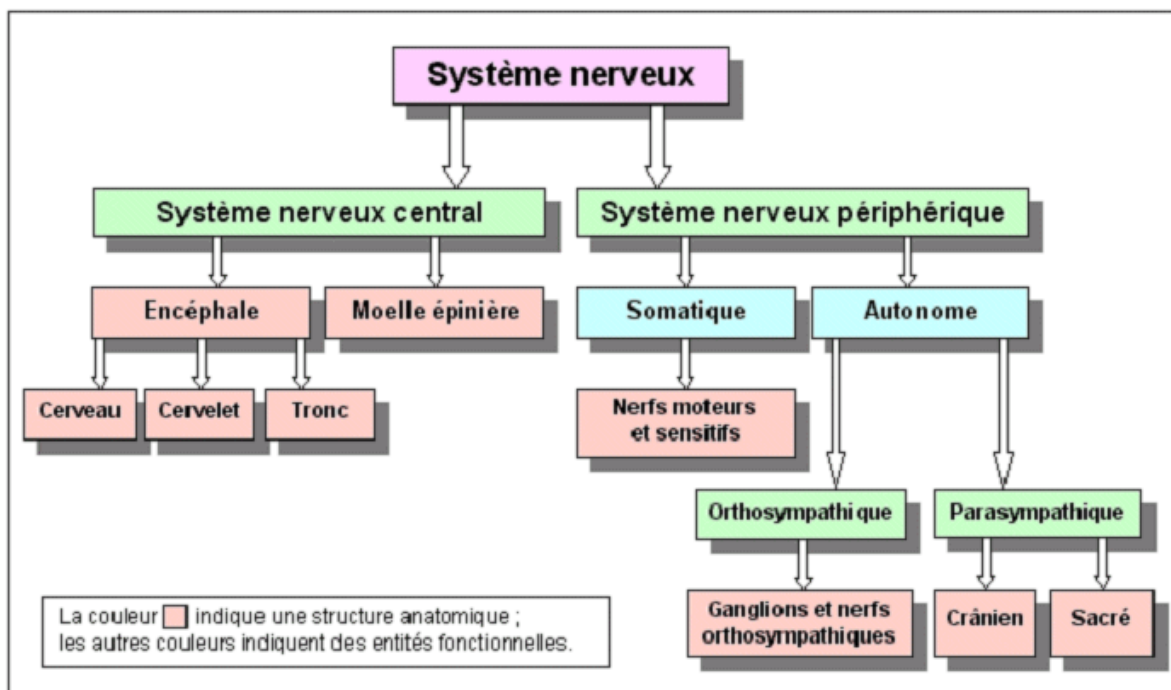 Système nerveux
Système nerveux central
Système nerveux périphérique
Encéphale
Moelle épinière
Somatique
Autonome
Cerveau
Cervelet
Tronc
Nerfs moteurs
et sensitifs
Orthosympathique
Parasympathique
Ganglions et nerfs
orthosympathiques
Crânien
Sacré
La couleur indique une structure anatomique ;
les autres couleurs indiquent des entités fonctionnelles.